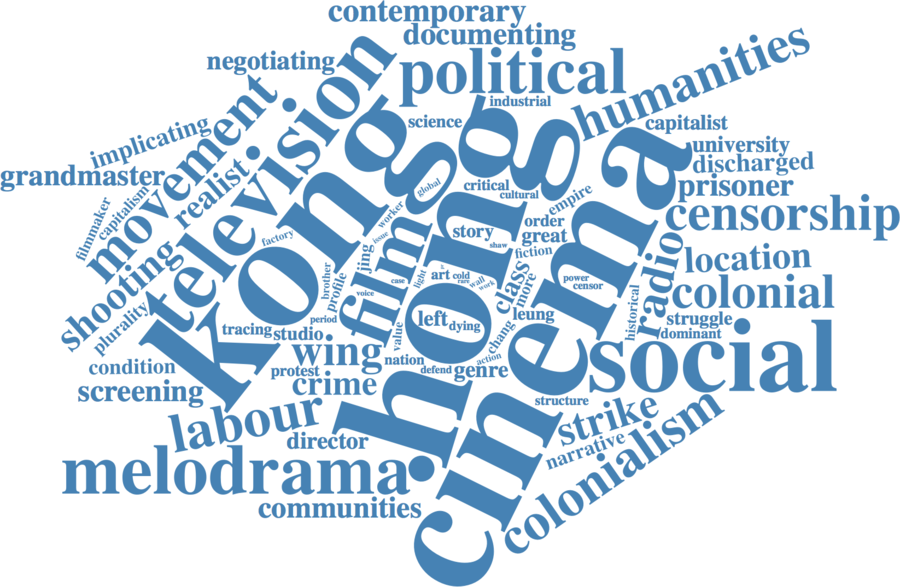 contemporary
documenting
negotiating
political
humanities
television
movement
kong
industrial
science
capitalist
implicating
university
discharged
grandmaster
realist
prisoner
global
critical
cultural
empire
cinema
hong
censorship
filmmaker
capitalism
worker
order
great
story
shaw
fiction
factory
issue
film
jing
radio
location
shooting
brother
profile
case
light
art
cold
rare
wall
work
class
more
power
censor
colonial
plurality
voice
period
tracing
studio
left
dying
leung
historical
struggle
dominant
value
chang
wing
social
condition
nation
action
protest
defend
genre
screening
crime
structure
labour
strike
director
narrative
melodrama
colonialism
communities